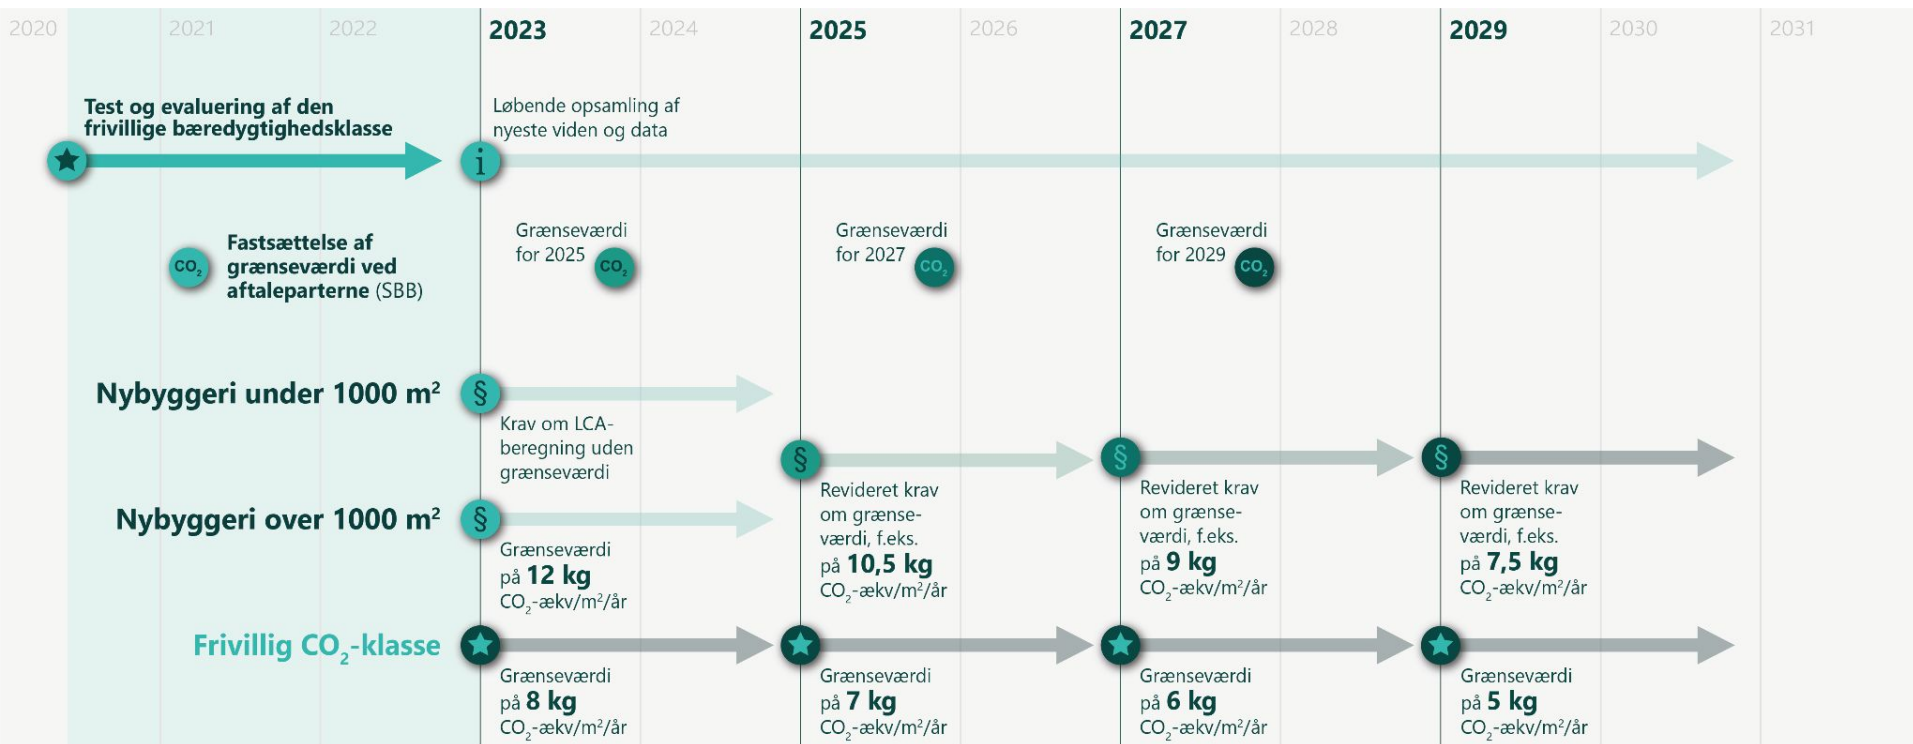 2020 2021 2022 2023 2024 2025 2026 2027 2028 2029 2030 2031
Test og evaluering af den
frivillige bæredygtighedsklasse
Løbende opsamling af
nyeste viden og data
i
CO₂
Fastsættelse af
grænseværdi ved
aftaleparterne (SBB)
Grænseværdi
for 2025
CO₂
Grænseværdi
for 2027
CO₂
Grænseværdi
for 2029
CO₂
Nybyggeri under 1000 m²
§
Krav om LCA-
beregning uden
grænseværdi
Nybyggeri over 1000 m²
§
Grænseværdi
på 12 kg
CO₂-ækv/m²/år
§
Revideret krav
om grænse-
værdi, f.eks.
på 10,5 kg
CO₂-ækv/m²/år
§
Revideret krav
om grænse-
værdi, f.eks.
på 9 kg
CO₂-ækv/m²/år
§
Revideret krav
om grænse-
værdi, f.eks.
på 7,5 kg
CO₂-ækv/m²/år
Frivillig CO₂-klasse
Grænseværdi
på 8 kg
CO₂-ækv/m²/år
Grænseværdi
på 7 kg
CO₂-ækv/m²/år
Grænseværdi
på 6 kg
CO₂-ækv/m²/år
Grænseværdi
på 5 kg
CO₂-ækv/m²/år